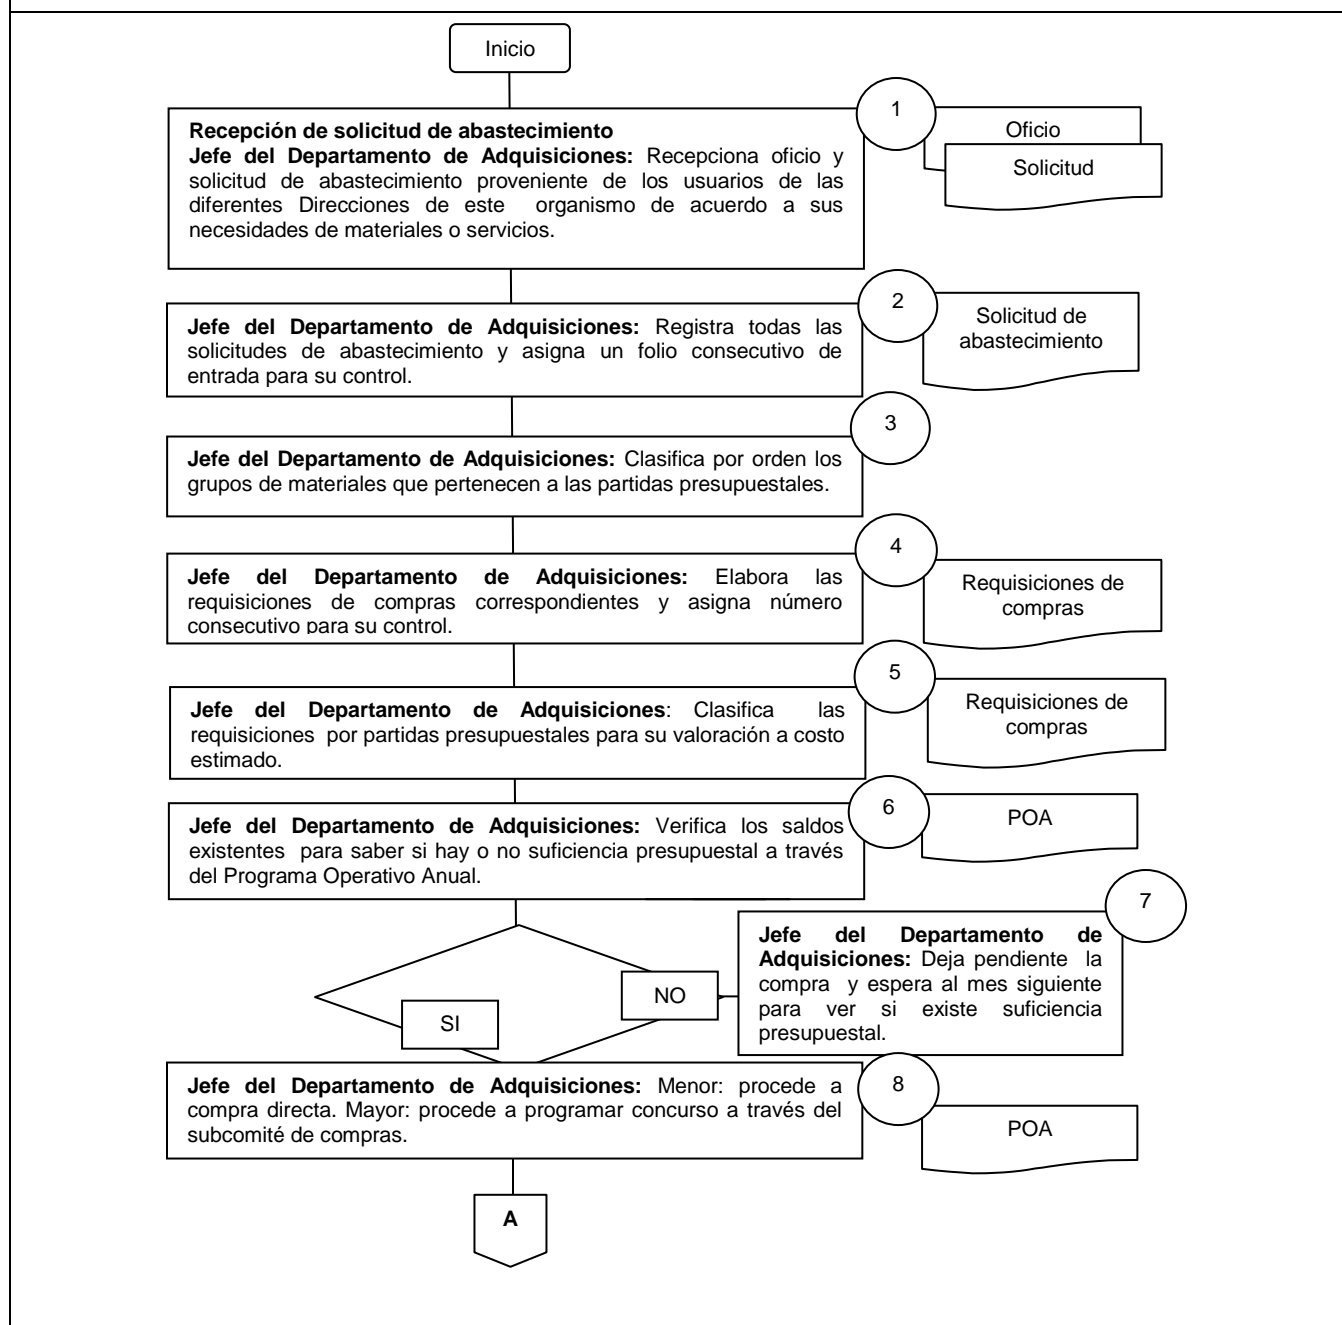 Inicio
1
Recepción de solicitud de abastecimiento
Jefe del Departamento de Adquisiciones: Recepciona oficio y
solicitud de abastecimiento proveniente de los usuarios de las
diferentes Direcciones de este organismo de acuerdo a sus
necesidades de materiales o servicios.
Oficio
Solicitud
2
Jefe del Departamento de Adquisiciones: Registra todas las
solicitudes de abastecimiento y asigna un folio consecutivo de
entrada para su control.
Solicitud de
abastecimiento
3
Jefe del Departamento de Adquisiciones: Clasifica por orden los
grupos de materiales que pertenecen a las partidas presupuestales.
4
Jefe del Departamento de Adquisiciones: Elabora las
requisiciones de compras correspondientes y asigna número
consecutivo para su control.
Requisiciones de
compras
5
Jefe del Departamento de Adquisiciones: Clasifica las
requisiciones por partidas presupuestales para su valoración a costo
estimado.
Requisiciones de
compras
6
Jefe del Departamento de Adquisiciones: Verifica los saldos
existentes para saber si hay o no suficiencia presupuestal a través
del Programa Operativo Anual.
POA
7
Jefe del Departamento de
Adquisiciones: Deja pendiente la
compra y espera al mes siguiente
para ver si existe suficiencia
presupuestal.
NO
SI
8
Jefe del Departamento de Adquisiciones: Menor: procede a
compra directa. Mayor: procede a programar concurso a través del
subcomité de compras.
POA
A